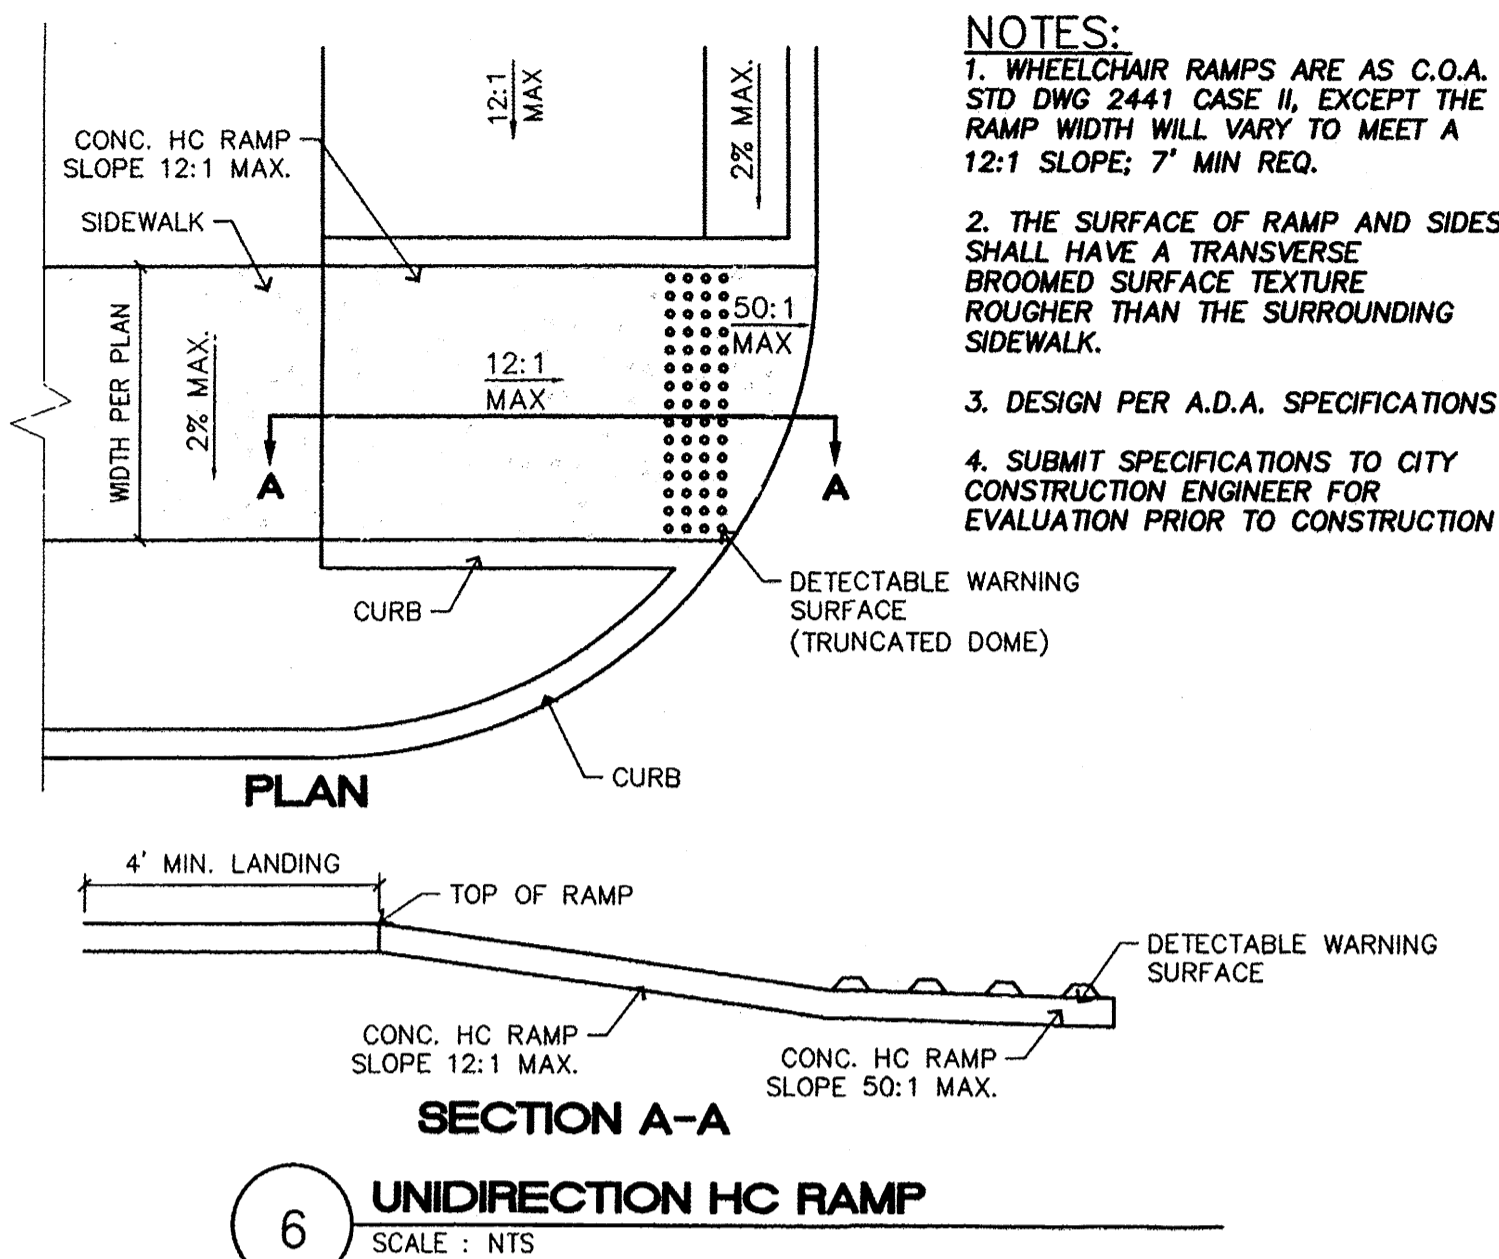 NOTES:
1. WHEELCHAIR RAMPS ARE AS C.O.A.
STD DWG 2441 CASE II, EXCEPT THE
RAMP WIDTH WILL VARY TO MEET A
12:1 SLOPE; 7' MIN REQ.
2. THE SURFACE OF RAMP AND SIDES
SHALL HAVE A TRANSVERSE
BROOMED SURFACE TEXTURE
ROUGHER THAN THE SURROUNDING
SIDEWALK.
3. DESIGN PER A.D.A. SPECIFICATIONS
4. SUBMIT SPECIFICATIONS TO CITY
CONSTRUCTION ENGINEER FOR
EVALUATION PRIOR TO CONSTRUCTION
12:1
MAX
2% MAX.
CONC. HC RAMP
SLOPE 12:1 MAX.
SIDEWALK
WIDTH PER PLAN
2% MAX.
12:1
MAX
50:1
MAX
A
A
CURB
DETECTABLE WARNING
SURFACE
(TRUNCATED DOME)
CURB
PLAN
4' MIN. LANDING
TOP OF RAMP
DETECTABLE WARNING
SURFACE
CONC. HC RAMP
SLOPE 12:1 MAX.
CONC. HC RAMP
SLOPE 50:1 MAX.
SECTION A-A
6
UNIDIRECTION HC RAMP
SCALE : NTS